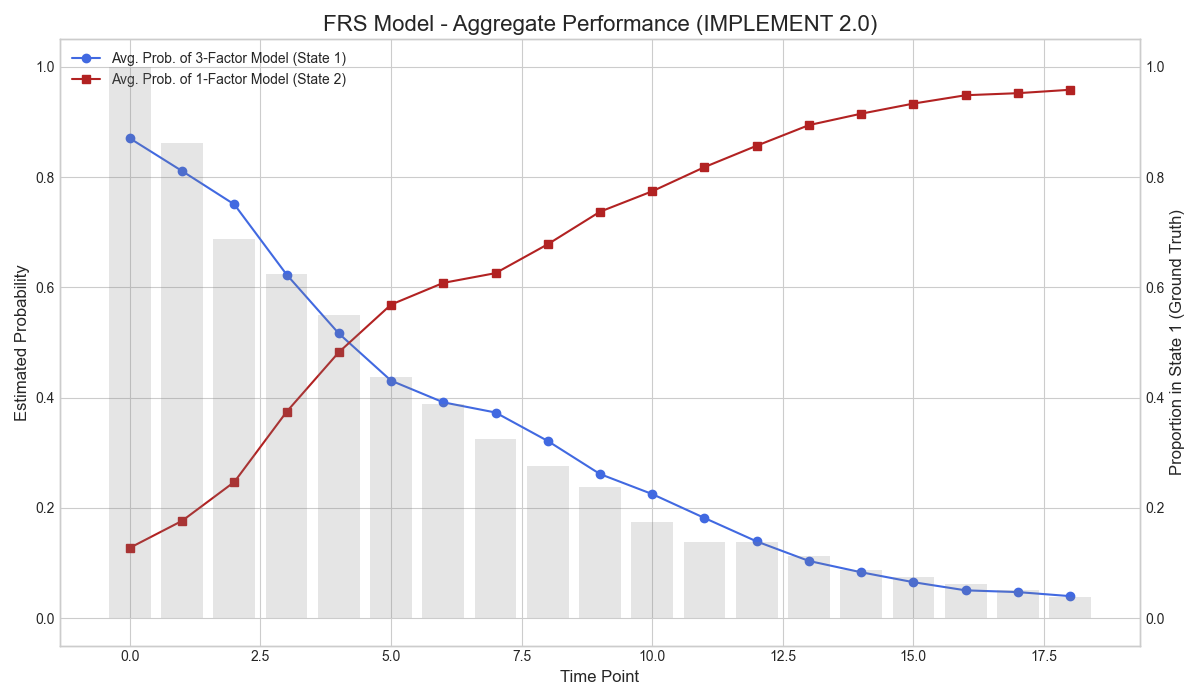 FRS Model - Aggregate Performance (IMPLEMENT 2.0)
Avg. Prob. of 3-Factor Model (State 1)
Avg. Prob. of 1-Factor Model (State 2)
Estimated Probability
1.0
0.8
0.6
0.4
0.2
0.0
1.0
0.8
0.6
0.4
0.2
0.0
Proportion in State 1 (Ground Truth)
0.0 2.5 5.0 7.5 10.0 12.5 15.0 17.5
Time Point